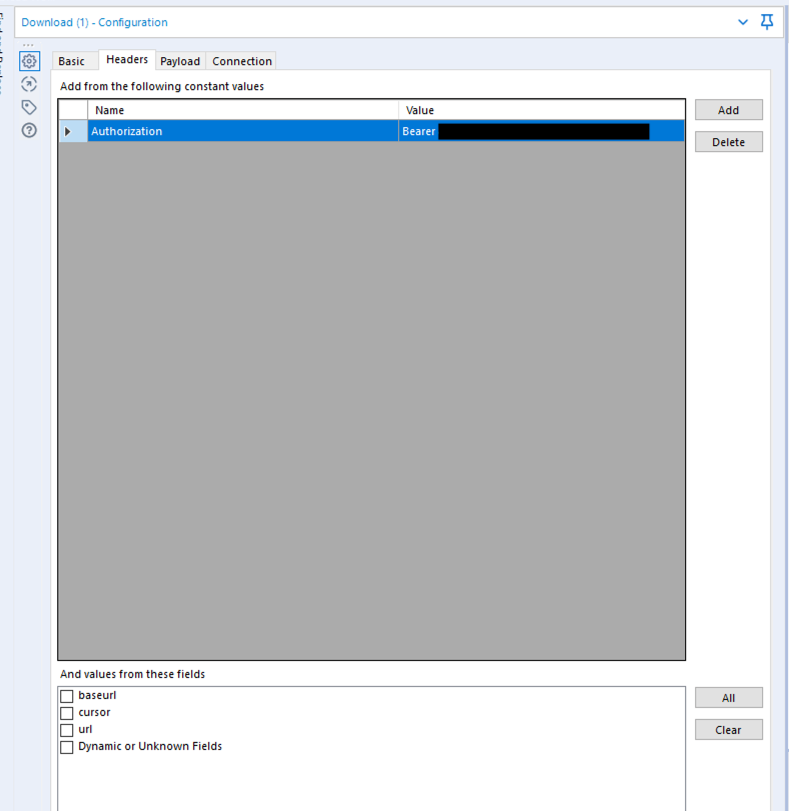 Download (1) - Configuration
Basic Headers Payload Connection
Add from the following constant values
Name Value
Add
Authorization Bearer
Delete
And values from these fields
baseurl
All
cursor
url
Clear
Dynamic or Unknown Fields